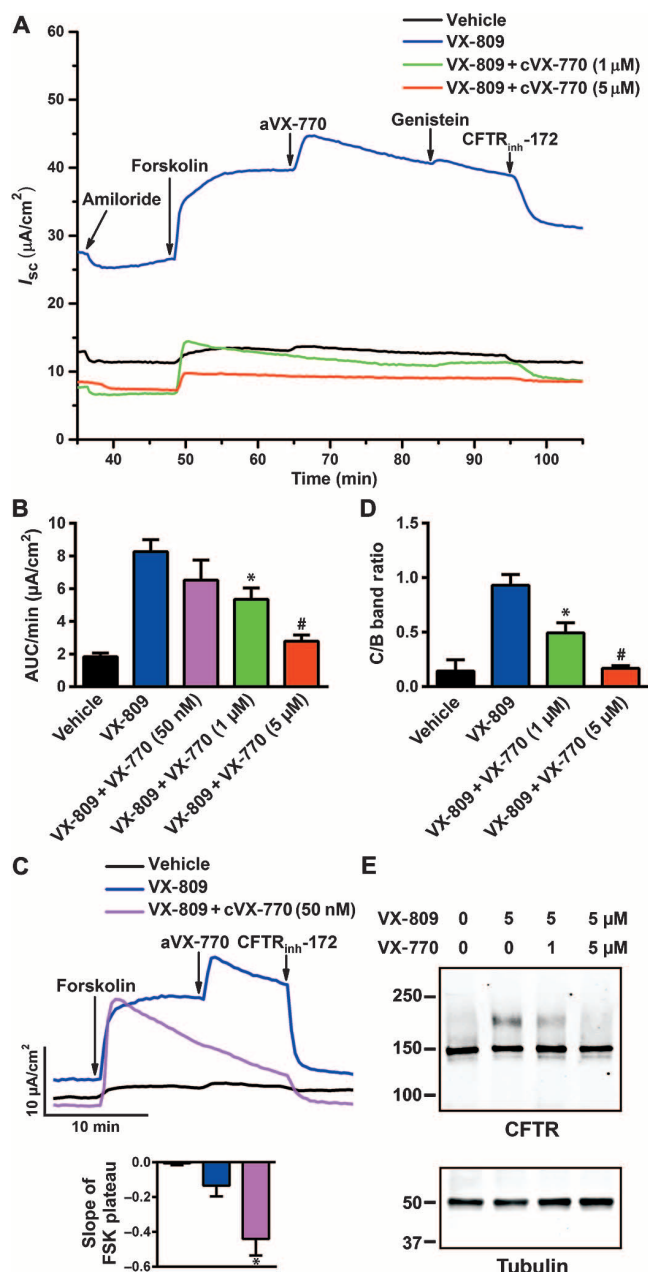 A
Vehicle
VX-809
VX-809 + cVX-770 (1 μM)
VX-809 + cVX-770 (5 μM)
60
50
40
30
20
10
0
Isc (μA/cm2)
Amiloride
Forskolin
aVX-770
Genistein
CFTRinh-172
40 50 60 70 80 90 100
Time (min)
B
10
8
6
4
2
0
AUC/min (μA/cm2)
*
#
Vehicle
VX-809
VX-809 + VX-770 (50 nM)
VX-809 + VX-770 (1 μM)
VX-809 + VX-770 (5 μM)
D
1.5
1.0
0.5
0.0
C/B band ratio
*
#
Vehicle
VX-809
VX-809 + VX-770 (1 μM)
VX-809 + VX-770 (5 μM)
C
Vehicle
VX-809
VX-809 + cVX-770 (50 nM)
Forskolin
aVX-770
CFTRinh-172
10 μA/cm2
10 min
0.0
–0.2
–0.4
–0.6
Slope of
FSK plateau
*
E
VX-809 0 5 5 5 μM
VX-770 0 0 1 5 μM
250
150
100
CFTR
50
37
Tubulin